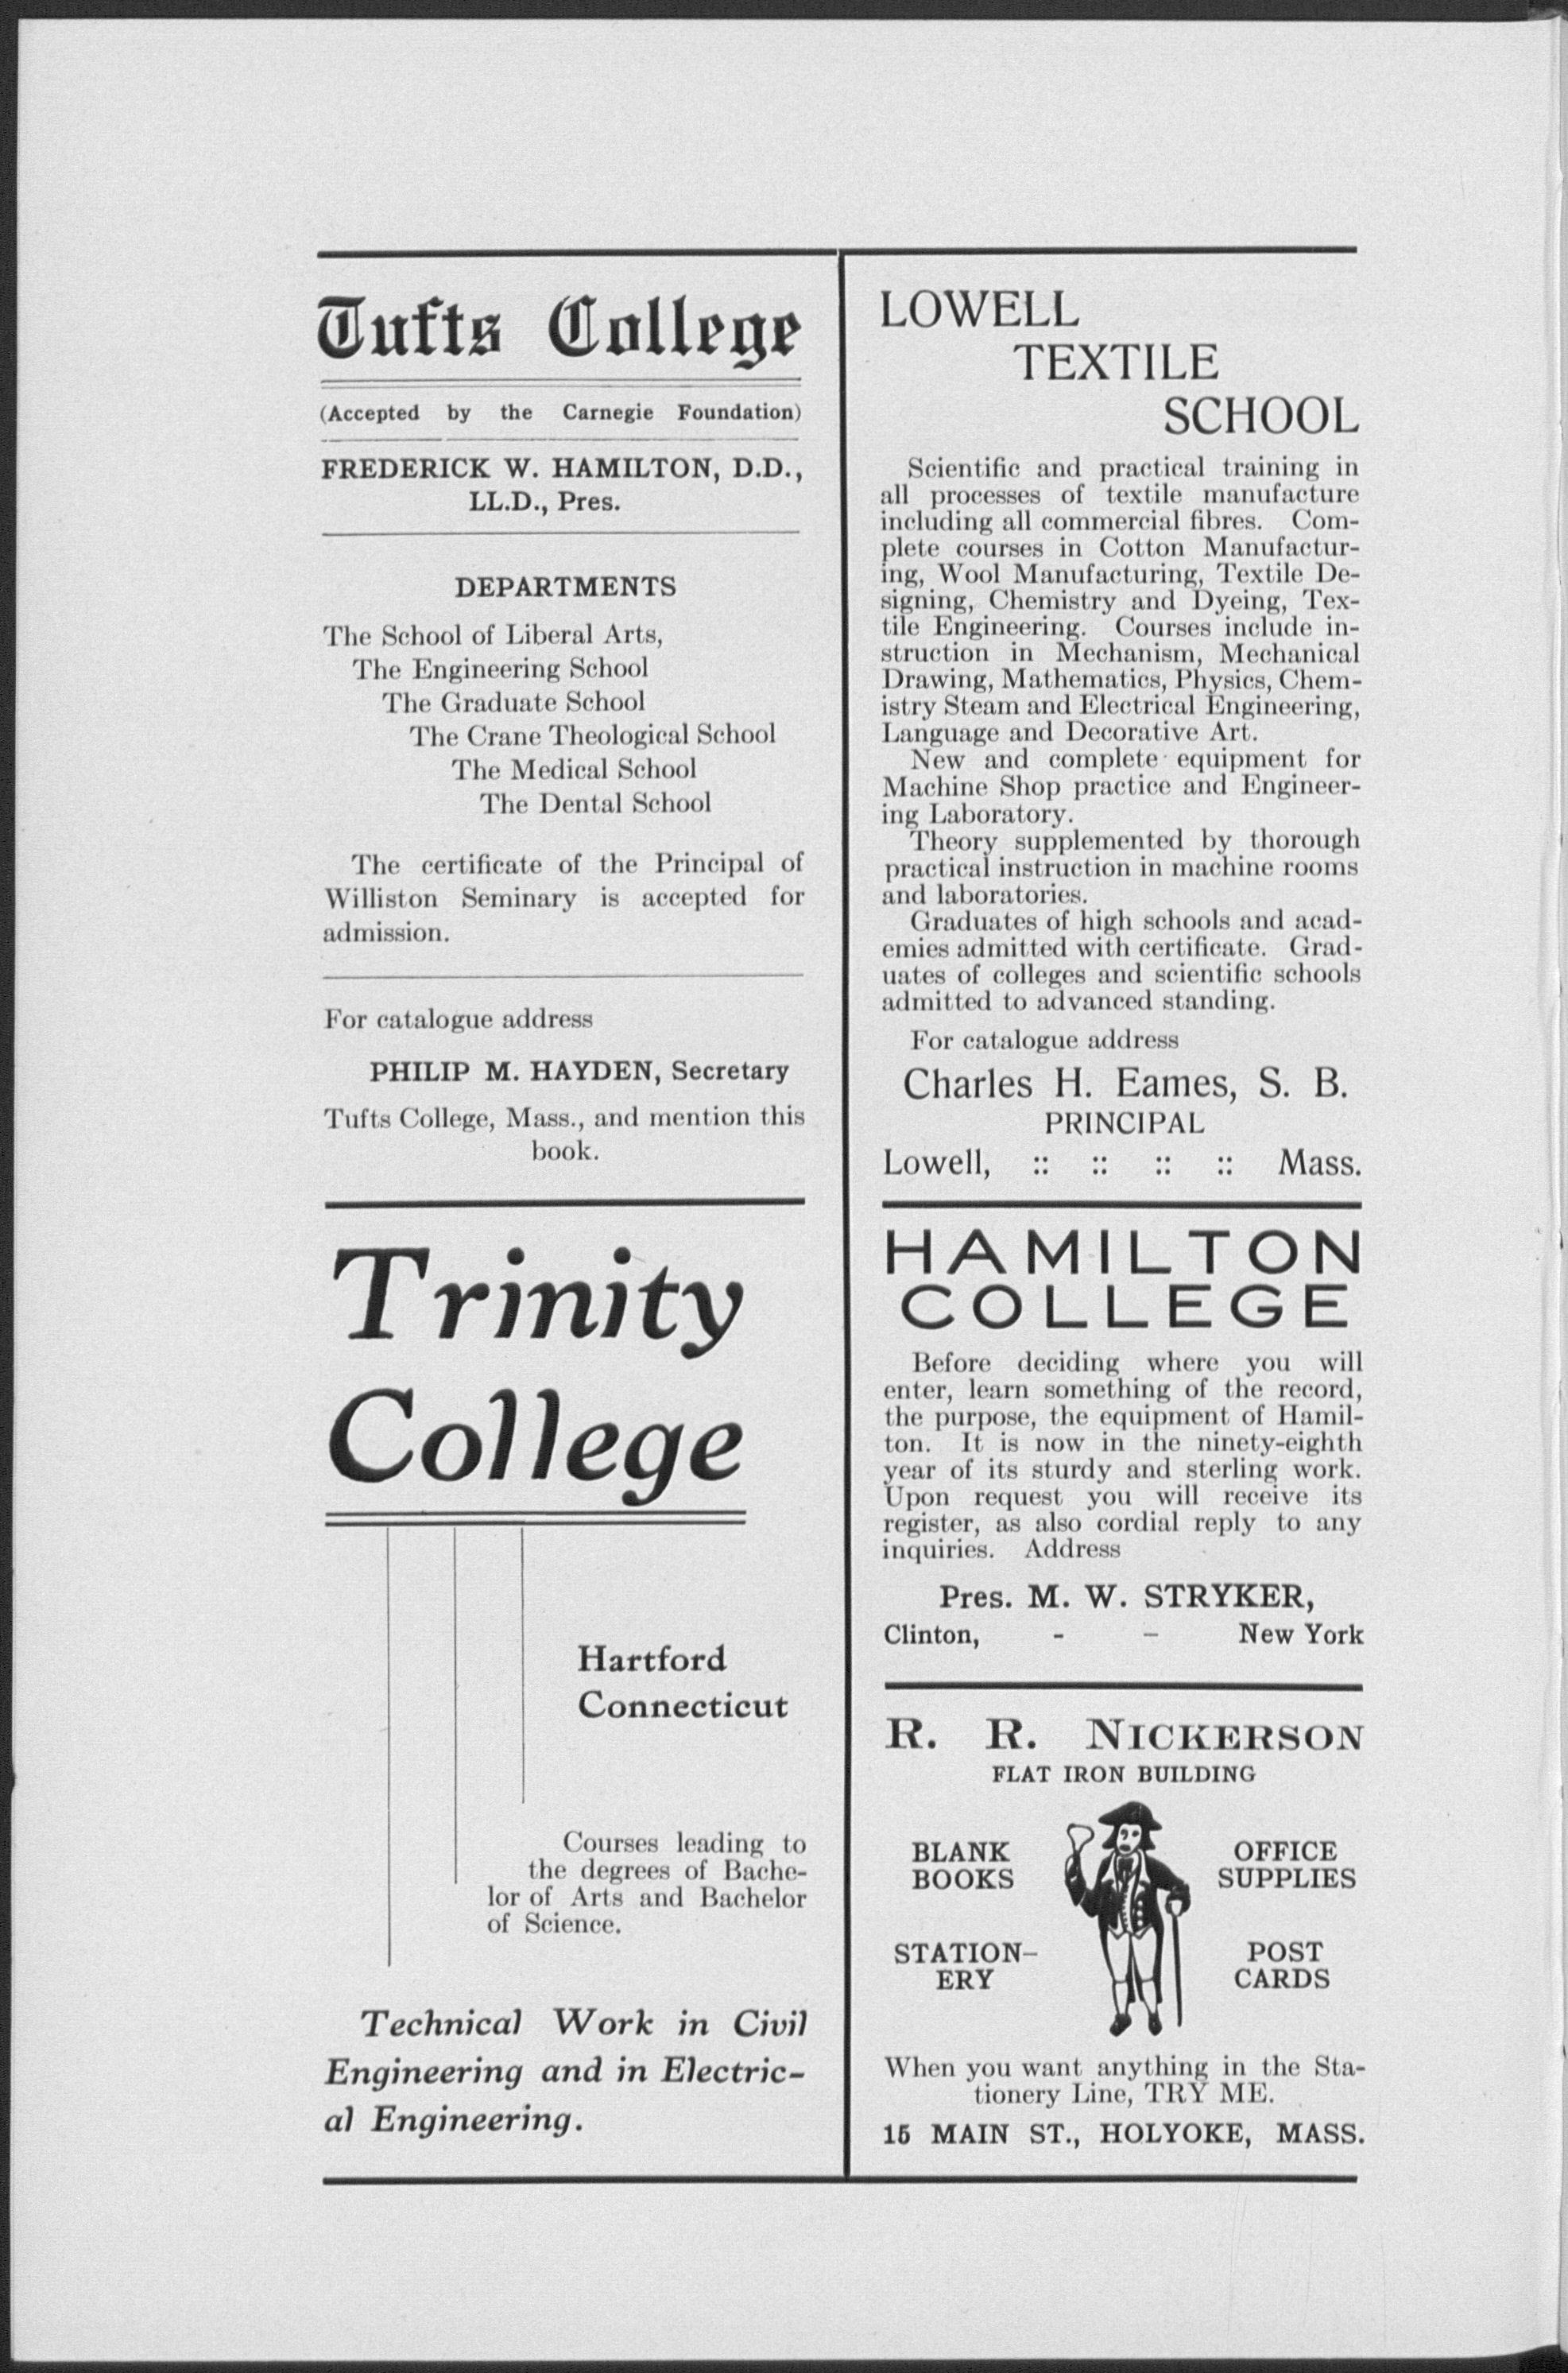 Tufts College
(Accepted by the Carnegie Foundation)
FREDERICK W. HAMILTON, D.D.,
LL.D., Pres.
DEPARTMENTS
The School of Liberal Arts,
The Engineering School
The Graduate School
The Crane Theological School
The Medical School
The Dental School
The certificate of the Principal of
Williston Seminary is accepted for
admission.
For catalogue address
PHILIP M. HAYDEN, Secretary
Tufts College, Mass., and mention this
book.
Trinity
College
Hartford
Connecticut
Courses leading to
the degrees of Bache-
lor of Arts and Bachelor
of Science.
Technical Work in Civil
Engineering and in Electric-
al Engineering.
LOWELL
TEXTILE
SCHOOL
Scientific and practical training in
all processes of textile manufacture
including all commercial fibres. Com-
plete courses in Cotton Manufactur-
ing, Wool Manufacturing, Textile De-
signing, Chemistry and Dyeing, Tex-
tile Engineering. Courses include in-
struction in Mechanism, Mechanical
Drawing, Mathematics, Physics, Chem-
istry Steam and Electrical Engineering,
Language and Decorative Art.
New and complete equipment for
Machine Shop practice and Engineer-
ing Laboratory.
Theory supplemented by thorough
practical instruction in machine rooms
and laboratories.
Graduates of high schools and acad-
emies admitted with certificate. Grad-
uates of colleges and scientific schools
admitted to advanced standing.
For catalogue address
Charles H. Eames, S. B.
PRINCIPAL
Lowell, :: :: :: :: Mass.
HAMILTON
COLLEGE
Before deciding where you will
enter, learn something of the record,
the purpose, the equipment of Hamil-
ton. It is now in the ninety-eighth
year of its sturdy and sterling work.
Upon request you will receive its
register, as also cordial reply to any
inquiries. Address
Pres. M. W. STRYKER,
Clinton, - - New York
R. R. NICKERSON
FLAT IRON BUILDING
BLANK
BOOKS
OFFICE
SUPPLIES
STATION-
ERY
POST
CARDS
When you want anything in the Sta-
tionery Line, TRY ME.
15 MAIN ST., HOLYOKE, MASS.